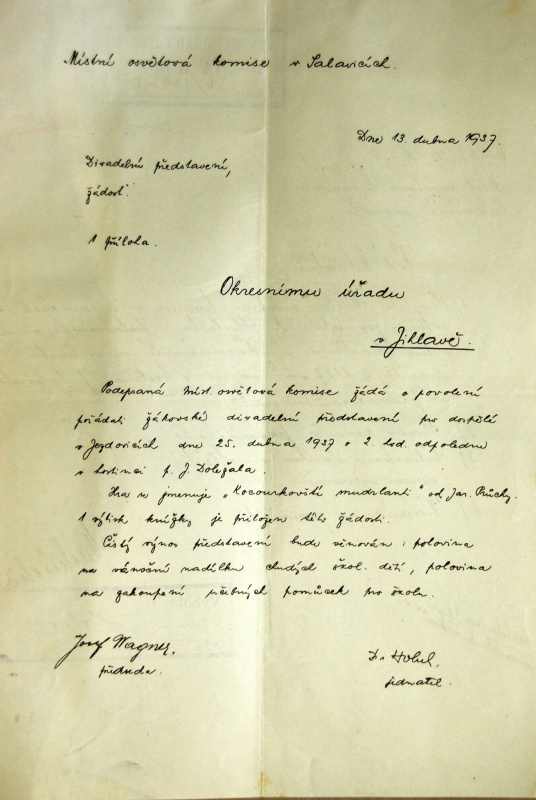 Místní osvětová komise v Salavicích.
Dne 13. dubna 1937.
Divadelní představení,
žádost.
1 příloha.
Okresnímu úřadu
v Jihlavě.
Podepsaná míst. osvětová komise žádá o povolení
pořádati žákovské divadelní představení pro dospělé
v Jezdovicích dne 25. dubna 1937 o 2 hod. odpoledne
v hostinci p. J. Doležala.
Hra se jmenuje „Kocourkovští mudrlanti" od Jar. Průchy.
1 výtisk knížky je přiložen této žádosti.
Čistý výnos představení bude věnován: polovina
na vánoční nadílku chudých škol. dětí, polovina
na zakoupení učebných pomůcek pro školu.
Josef Wagner,
předseda.
jednatel.